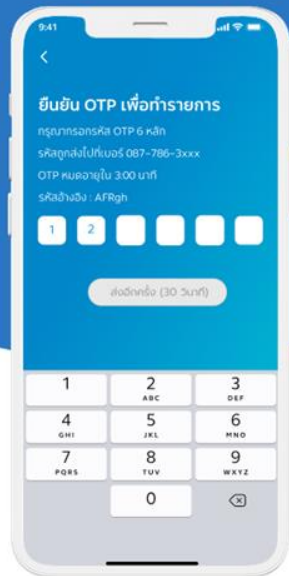 9:41
ยืนยัน OTP เพื่อทำรายการ
กรุณากรอกรหัส OTP 6 หลัก
รหัสถูกส่งไปที่เบอร์ 087-786-3xxx
OTP หมดอายุใน 3:00 นาที
รหัสอ้างอิง : AFRgh
1 2
ส่งอีกครั้ง (30 วินาที)
1 2 3
ABC DEF
4 5 6
GHI JKL MNO
7 8 9
PQRS TUV WXYZ
0